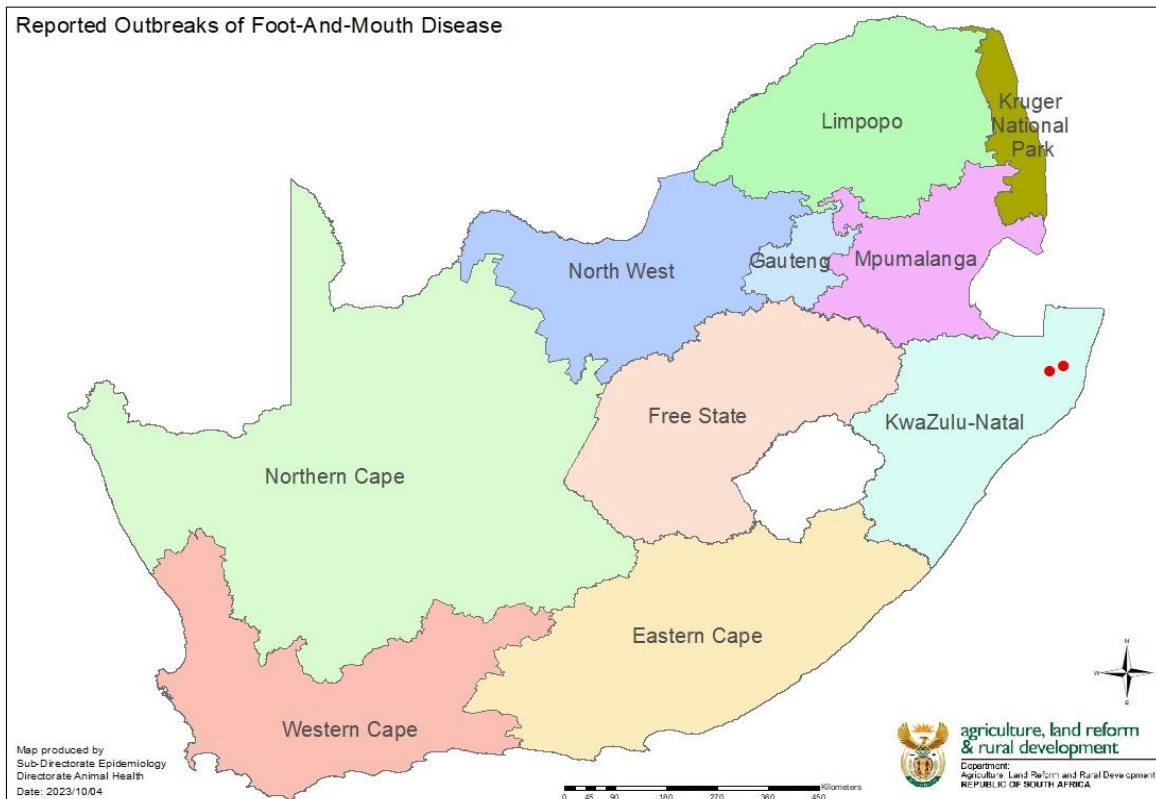 Reported Outbreaks of Foot-And-Mouth Disease
Limpopo
Kruger
National
Park
North West
Gauteng
Mpumalanga
Free State
KwaZulu-Natal
Northern Cape
Eastern Cape
Western Cape
N
W
E
S
Map produced by
Sub-Directorate Epidemiology
Directorate Animal Health
Date: 2023/10/04
Kilometers
0 45 90 180 270 360 450
agriculture, land reform
& rural development
Department:
Agriculture, Land Reform and Rural Development
REPUBLIC OF SOUTH AFRICA